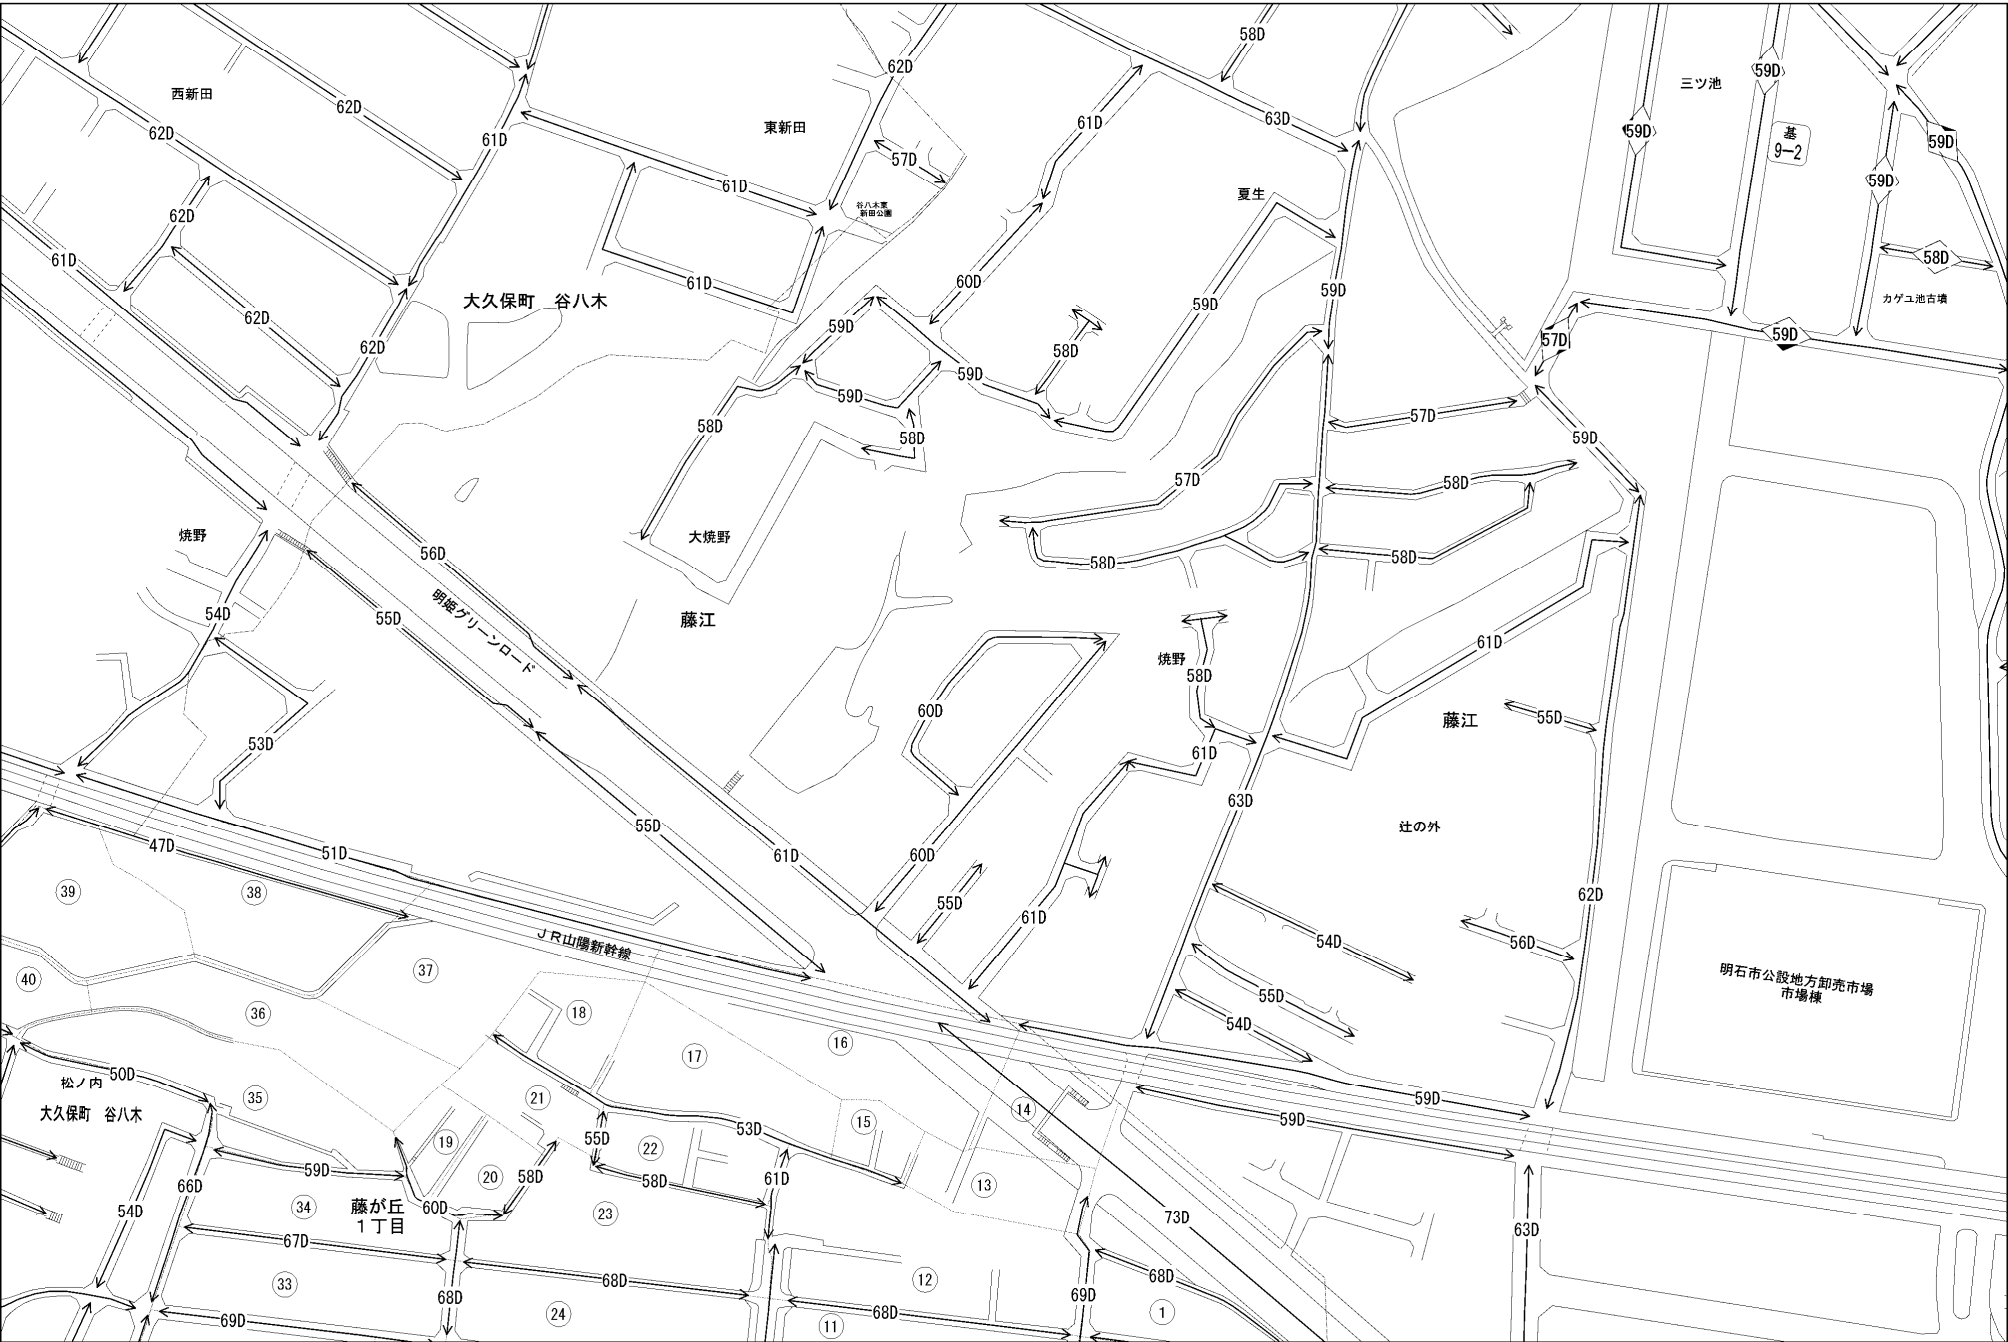 58D
62D
59D
三ツ池
西新田
62D
63D
基
9-2
東新田
61D
59D
59D
62D
61D
57D
61D
59D
夏生
谷八木東
新田公園
62D
61D
58D
61D
60D
59D
カゲユ池古墳
大久保町 谷八木
59D
62D
59D
59D
57D
62D
58D
59D
59D
58D
57D
59D
58D
57D
58D
焼野
大焼野
56D
58D
58D
明姫グリーンロード
54D
55D
藤江
61D
焼野
58D
60D
55D
藤江
53D
61D
63D
55D
辻の外
47D
51D
61D
60D
39
38
62D
55D
61D
54D
56D
JR山陽新幹線
40
37
明石市公設地方卸売市場
市場棟
55D
36
18
54D
17
16
50D
松ノ内
35
21
59D
大久保町 谷八木
14
59D
15
19
55D
22
53D
59D
20
58D
58D
61D
13
66D
34
藤が丘
1丁目
60D
23
54D
73D
63D
67D
33
68D
12
68D
68D
69D
24
68D
1
69D
11